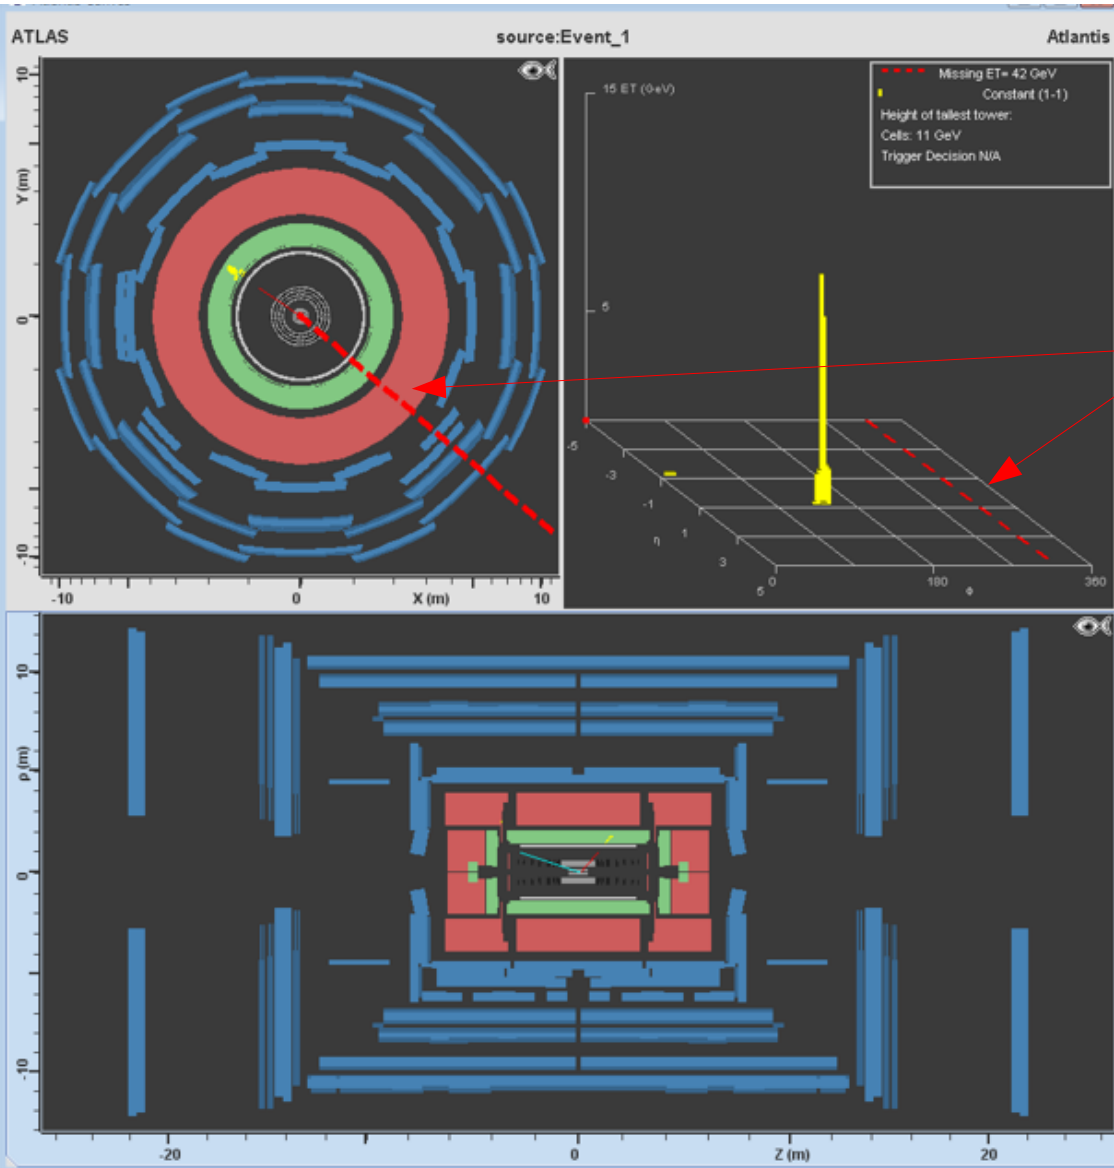 ATLAS source:Event_1 Atlantis
Missing ET= 42 GeV
Constant (1-1)
Height of tallest tower:
Cells: 11 GeV
Trigger Decision N/A
15 ET (GeV)
5
-5
-3
-1
η 1
3
5
0 180 360
Φ
10
Y (m)
0
-10
-10 0 X (m) 10
10
ρ (m)
0
-10
-20 0 Z (m) 20